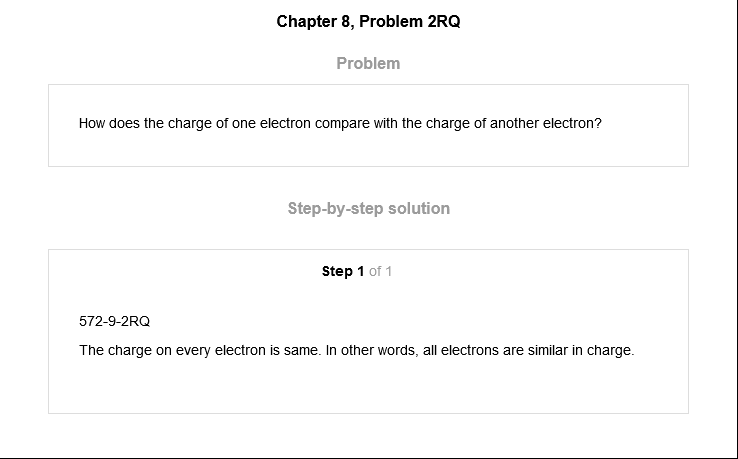 Chapter 8, Problem 2RQ
Problem
How does the charge of one electron compare with the charge of another electron?
Step-by-step solution
Step 1 of 1
572-9-2RQ
The charge on every electron is same. In other words, all electrons are similar in charge.